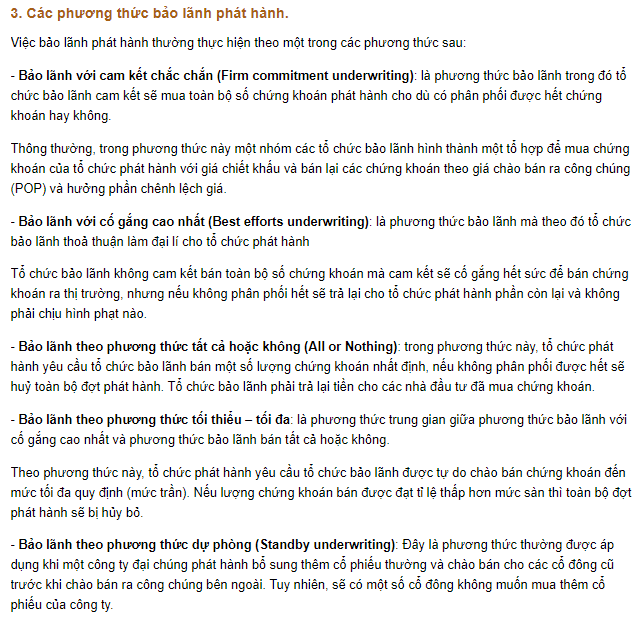 3. Các phương thức bảo lãnh phát hành.
Việc bảo lãnh phát hành thường thực hiện theo một trong các phương thức sau:
- Bảo lãnh với cam kết chắc chắn (Firm commitment underwriting): là phương thức bảo lãnh trong đó tổ
chức bảo lãnh cam kết sẽ mua toàn bộ số chứng khoán phát hành cho dù có phân phối được hết chứng
khoán hay không.
Thông thường, trong phương thức này một nhóm các tổ chức bảo lãnh hình thành một tổ hợp để mua chứng
khoán của tổ chức phát hành với giá chiết khấu và bán lại các chứng khoán theo giá chào bán ra công chúng
(POP) và hưởng phần chênh lệch giá.
- Bảo lãnh với cố gắng cao nhất (Best efforts underwriting): là phương thức bảo lãnh mà theo đó tổ chức
bảo lãnh thoả thuận làm đại lí cho tổ chức phát hành
Tổ chức bảo lãnh không cam kết bán toàn bộ số chứng khoán mà cam kết sẽ cố gắng hết sức để bán chứng
khoán ra thị trường, nhưng nếu không phân phối hết sẽ trả lại cho tổ chức phát hành phần còn lại và không
phải chịu hình phạt nào.
- Bảo lãnh theo phương thức tất cả hoặc không (All or Nothing): trong phương thức này, tổ chức phát
hành yêu cầu tổ chức bảo lãnh bán một số lượng chứng khoán nhất định, nếu không phân phối được hết sẽ
huỷ toàn bộ đợt phát hành. Tổ chức bảo lãnh phải trả lại tiền cho các nhà đầu tư đã mua chứng khoán.
- Bảo lãnh theo phương thức tối thiểu – tối đa: là phương thức trung gian giữa phương thức bảo lãnh với
cố gắng cao nhất và phương thức bảo lãnh bán tất cả hoặc không.
Theo phương thức này, tổ chức phát hành yêu cầu tổ chức bảo lãnh được tự do chào bán chứng khoán đến
mức tối đa quy định (mức trần). Nếu lượng chứng khoán bán được đạt tỉ lệ thấp hơn mức sàn thì toàn bộ đợt
phát hành sẽ bị hủy bỏ.
- Bảo lãnh theo phương thức dự phòng (Standby underwriting): Đây là phương thức thường được áp
dụng khi một công ty đại chúng phát hành bổ sung thêm cổ phiếu thường và chào bán cho các cổ đông cũ
trước khi chào bán ra công chúng bên ngoài. Tuy nhiên, sẽ có một số cổ đông không muốn mua thêm cổ
phiếu của công ty.